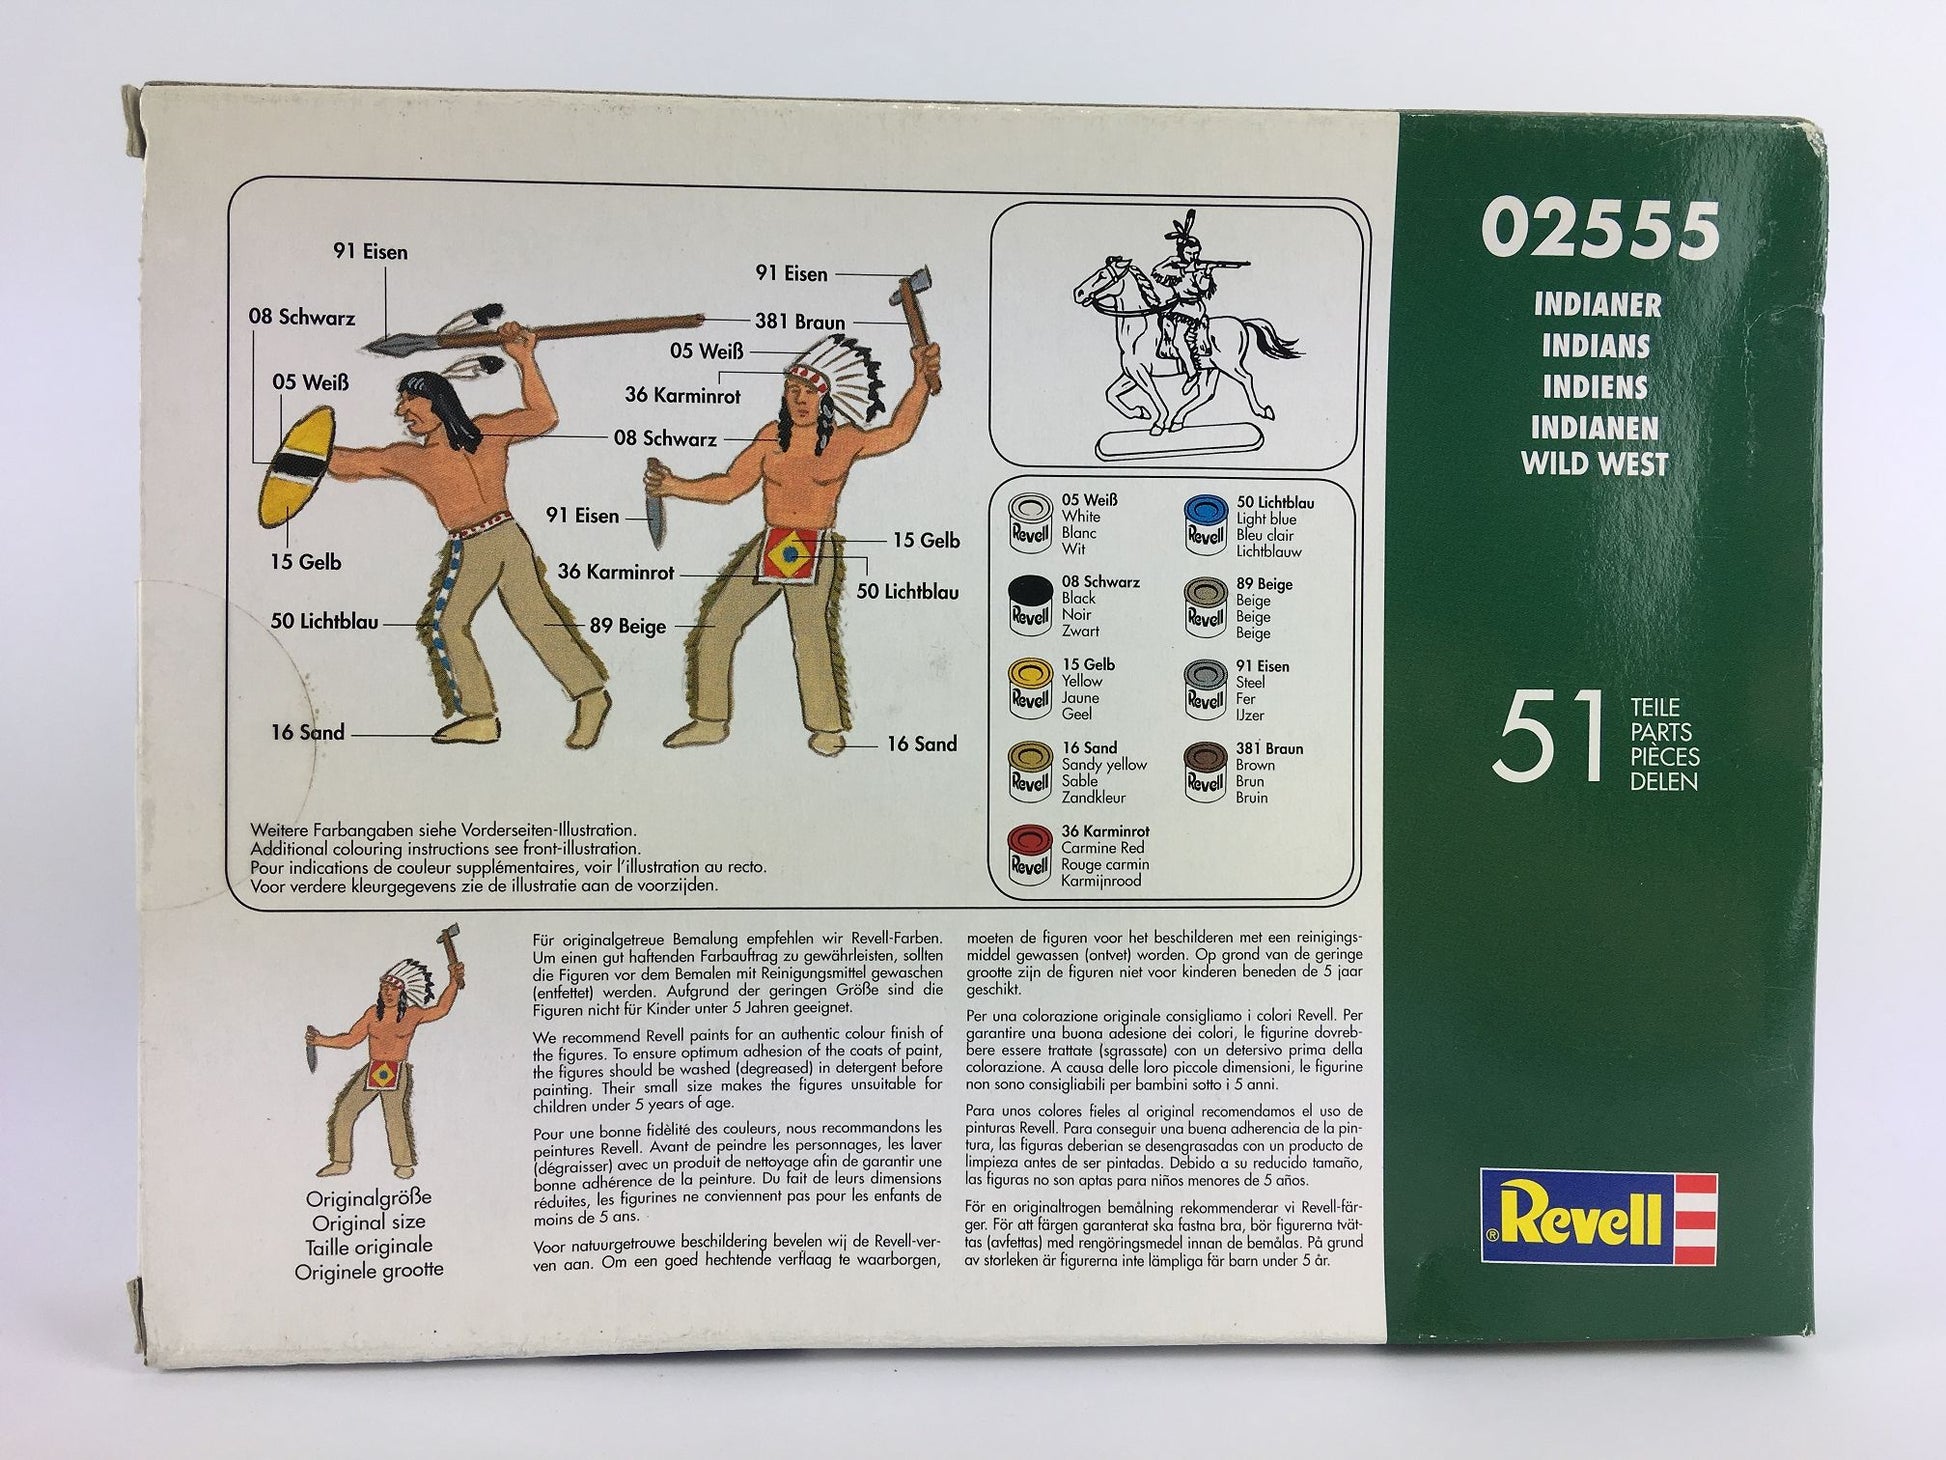 91 Eisen
08 Schwarz
05 Weiß
15 Gelb
50 Lichtblau
16 Sand
91 Eisen
381 Braun
05 Weiß
36 Karminrot
08 Schwarz
91 Eisen
36 Karminrot
89 Beige
15 Gelb
50 Lichtblau
16 Sand
Weitere Farbangaben siehe Vorderseiten-Illustration.
Additional colouring instructions see front-illustration.
Pour indications de couleur supplémentaires, voir l'illustration au recto.
Voor verdere kleurgegevens zie de illustratie aan de voorzijden.
Revell
05 Weiß
White
Blanc
Wit
Revell
08 Schwarz
Black
Noir
Zwart
Revell
15 Gelb
Yellow
Jaune
Geel
Revell
16 Sand
Sandy yellow
Sable
Zandkleur
Revell
36 Karminrot
Carmine Red
Rouge carmin
Karmijnrood
Revell
50 Lichtblau
Light blue
Bleu clair
Lichtblauw
Revell
89 Beige
Beige
Beige
Beige
Revell
91 Eisen
Steel
Fer
IJzer
Revell
381 Braun
Brown
Brun
Bruin
Originalgröße
Original size
Taille originale
Originele grootte
Für originalgetreue Bemalung empfehlen wir Revell-Farben.
Um einen gut haftenden Farbauftrag zu gewährleisten, sollten
die Figuren vor dem Bemalen mit Reinigungsmittel gewaschen
(entfettet) werden. Aufgrund der geringen Größe sind die
Figuren nicht für Kinder unter 5 Jahren geeignet.
We recommend Revell paints for an authentic colour finish of
the figures. To ensure optimum adhesion of the coats of paint,
the figures should be washed (degreased) in detergent before
painting. Their small size makes the figures unsuitable for
children under 5 years of age.
Pour une bonne fidèlité des couleurs, nous recommandons les
peintures Revell. Avant de peindre les personnages, les laver
(dégraisser) avec un produit de nettoyage afin de garantir une
bonne adhérence de la peinture. Du fait de leurs dimensions
réduites, les figurines ne conviennent pas pour les enfants de
moins de 5 ans.
Voor natuurgetrouwe beschildering bevelen wij de Revell-ver-
ven aan. Om een goed hechtende verflaag te waarborgen,
moeten de figuren voor het beschilderen met een reinigings-
middel gewassen (ontvet) worden. Op grond van de geringe
grootte zijn de figuren niet voor kinderen beneden de 5 jaar
geschikt.
Per una colorazione originale consigliamo i colori Revell. Per
garantire una buona adesione dei colori, le figurine dovreb-
bere essere trattate (sgrassate) con un detersivo prima della
colorazione. A causa delle loro piccole dimensioni, le figurine
non sono consigliabili per bambini sotto i 5 anni.
Para unos colores fieles al original recomendamos el uso de
pinturas Revell. Para conseguir una buena adherencia de la pin-
tura, las figuras deberian se desengrasadas con un producto de
limpieza antes de ser pintadas. Debido a su reducido tamaño,
las figuras no son aptas para niños menores de 5 años.
För en originaltrogen bemålning rekommenderar vi Revell-fär-
ger. För att färgen garanterat ska fastna bra, bör figurerna tvät-
tas (avfettas) med rengöringsmedel innan de bemålas. På grund
av storleken är figurerna inte lämpliga fär barn under 5 år.
02555
INDIANER
INDIANS
INDIENS
INDIANEN
WILD WEST
51
TEILE
PARTS
PIÈCES
DELEN
®Revell